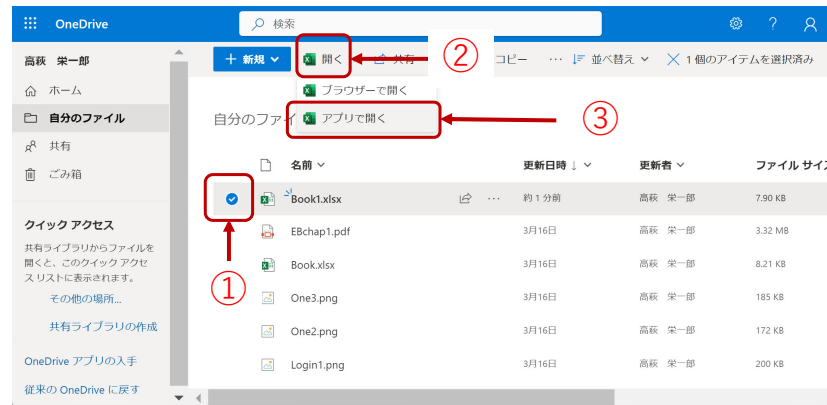 OneDrive
検索
?
高萩 栄一郎
ホーム
自分のファイル
共有
ごみ箱
クイック アクセス
共有ライブラリからファイルを
開くと、このクイック アクセ
ス リストに表示されます。
その他の場所...
共有ライブラリの作成
OneDrive アプリの入手
従来の OneDrive に戻す
+ 新規 開く 共有 コピー ··· 並べ替え × 1 個のアイテムを選択済み
②
ブラウザーで開く
アプリで開く
③
自分のファイ
名前 更新日時 ↓ 更新者 ファイル サイズ
Book1.xlsx ··· 約 1 分前 高萩 栄一郎 7.90 KB
EBchap1.pdf 3月16日 高萩 栄一郎 3.32 MB
Book.xlsx 3月16日 高萩 栄一郎 8.21 KB
One3.png 3月16日 高萩 栄一郎 185 KB
One2.png 3月16日 高萩 栄一郎 172 KB
Login1.png 3月16日 高萩 栄一郎 200 KB
①